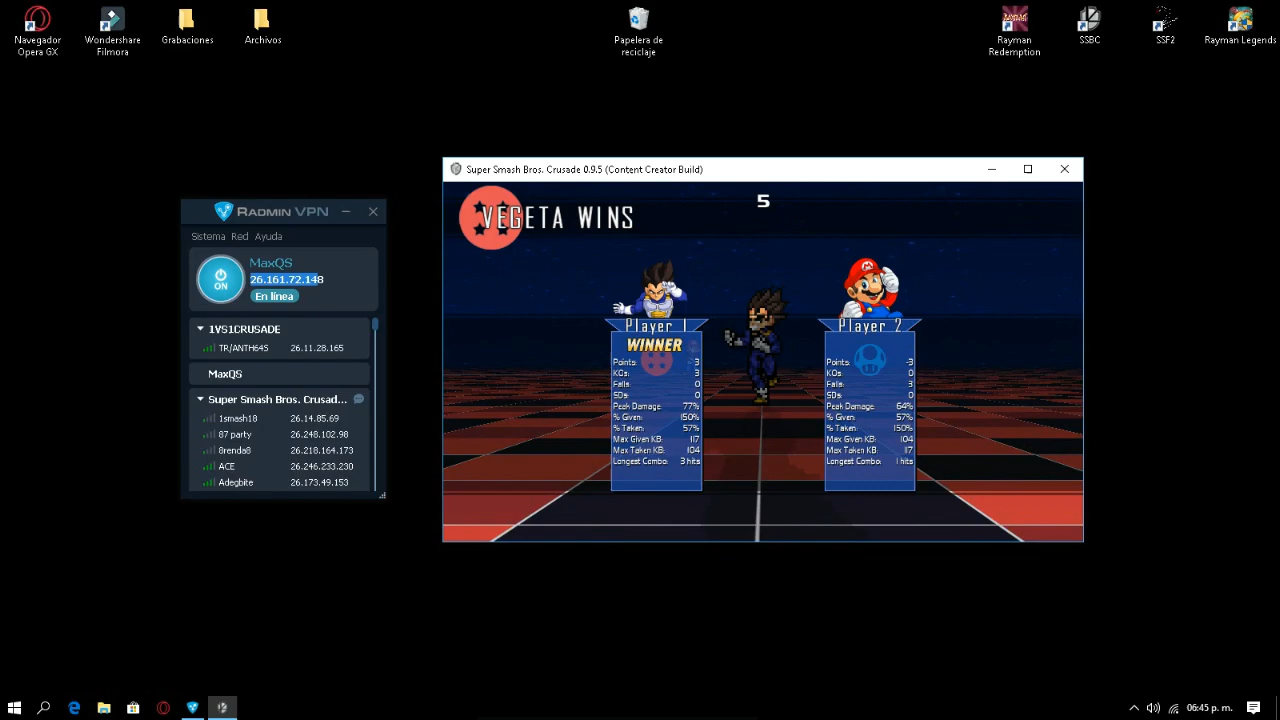 Navegador
Opera GX
Wondershare
Filmora
Grabaciones
Archivos
Papelera de
reciclaje
Rayman
Redemption
SSBC
SSF2
Rayman Legends
RADMIN VPN
Sistema Red Ayuda
ON
MaxQS
26.161.72.148
En línea
1VS1CRUSADE
TR/ANTH64S 26.11.28.165
MaxQS
Super Smash Bros. Crusad...
1smash18 26.14.85.69
87 party 26.248.102.98
8renda8 26.218.164.173
ACE 26.246.233.230
Adegbite 26.173.49.153
Super Smash Bros. Crusade 0.9.5 (Content Creator Build)
VEGETA WINS
5
Player 1
WINNER
Points: 3
KOs: 3
Falls: 0
SDs: 0
Peak Damage: 77%
% Given: 150%
% Taken: 57%
Max Given KB: 117
Max Taken KB: 104
Longest Combo: 3 hits
Player 2
Points: -3
KOs: 0
Falls: 3
SDs: 0
Peak Damage: 64%
% Given: 57%
% Taken: 150%
Max Given KB: 104
Max Taken KB: 117
Longest Combo: 1 hits
06:45 p. m.